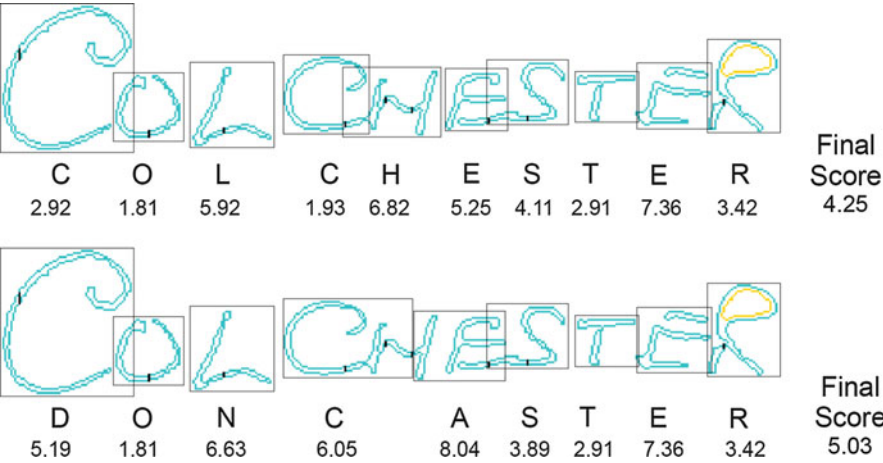 COLCHESTER
C O L C H E S T E R
2.92 1.81 5.92 1.93 6.82 5.25 4.11 2.91 7.36 3.42
Final
Score
4.25
COLCHESTER
D O N C A S T E R
5.19 1.81 6.63 6.05 8.04 3.89 2.91 7.36 3.42
Final
Score
5.03